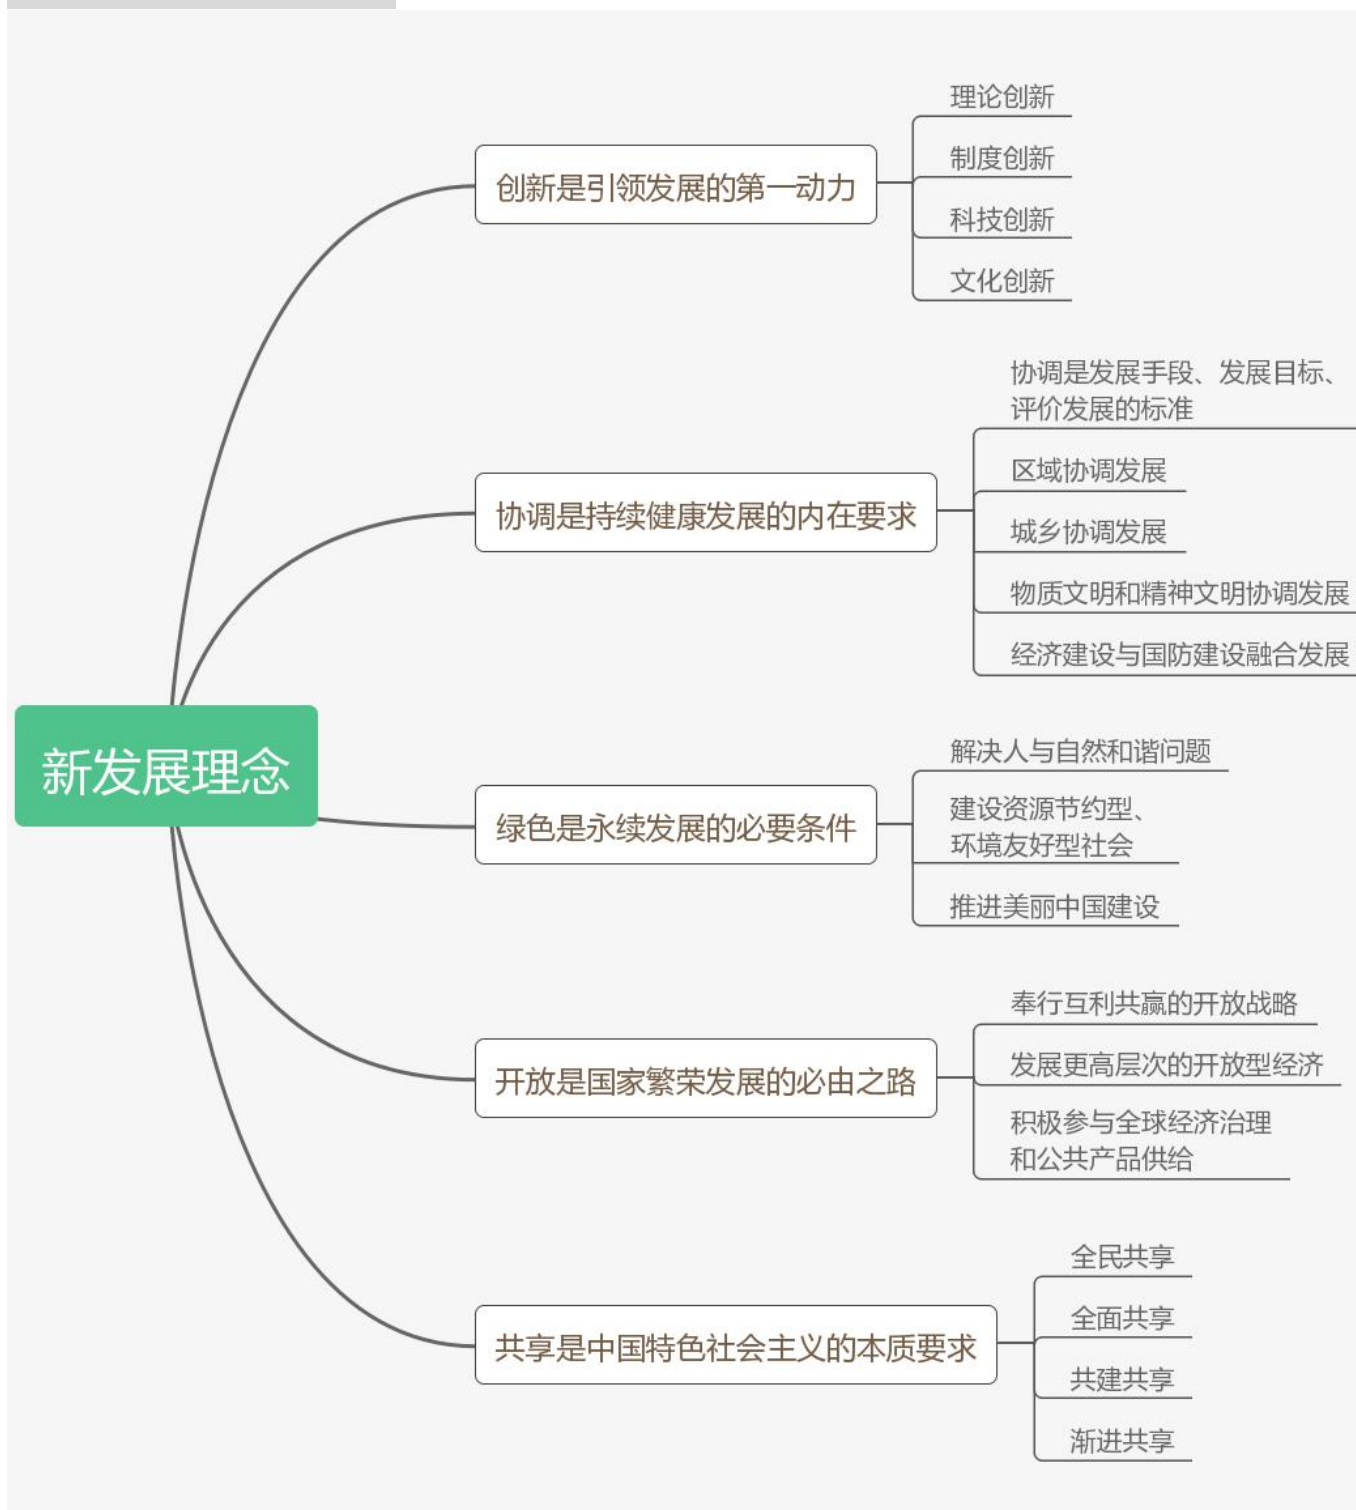 新发展理念
创新是引领发展的第一动力
理论创新
制度创新
科技创新
文化创新
协调是持续健康发展的内在要求
协调是发展手段、发展目标、
评价发展的标准
区域协调发展
城乡协调发展
物质文明和精神文明协调发展
经济建设与国防建设融合发展
绿色是永续发展的必要条件
解决人与自然和谐问题
建设资源节约型、
环境友好型社会
推进美丽中国建设
开放是国家繁荣发展的必由之路
奉行互利共赢的开放战略
发展更高层次的开放型经济
积极参与全球经济治理
和公共产品供给
共享是中国特色社会主义的本质要求
全民共享
全面共享
共建共享
渐进共享